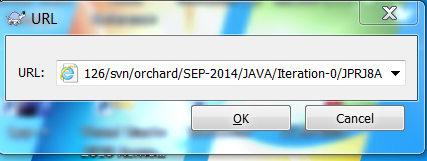 URL
URL: 126/svn/orchard/SEP-2014/JAVA/Iteration-0/JPRJ8A
OK Cancel